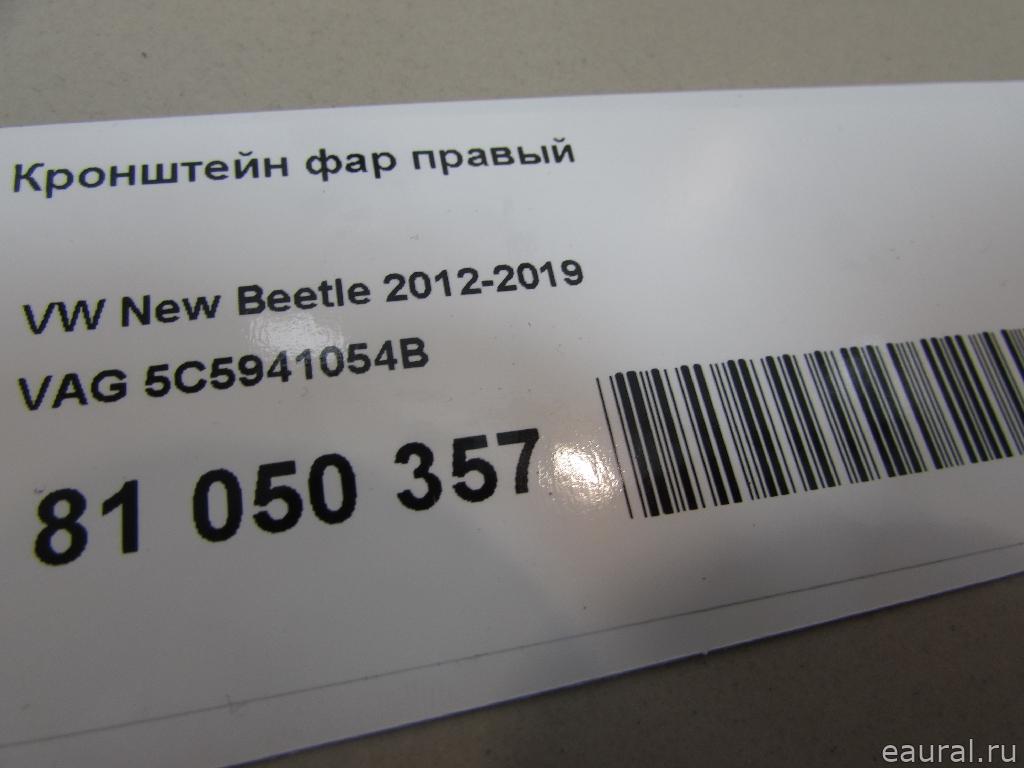 Кронштейн фар правый
VW New Beetle 2012-2019
VAG 5C5941054B
81 050 357
eaural.ru